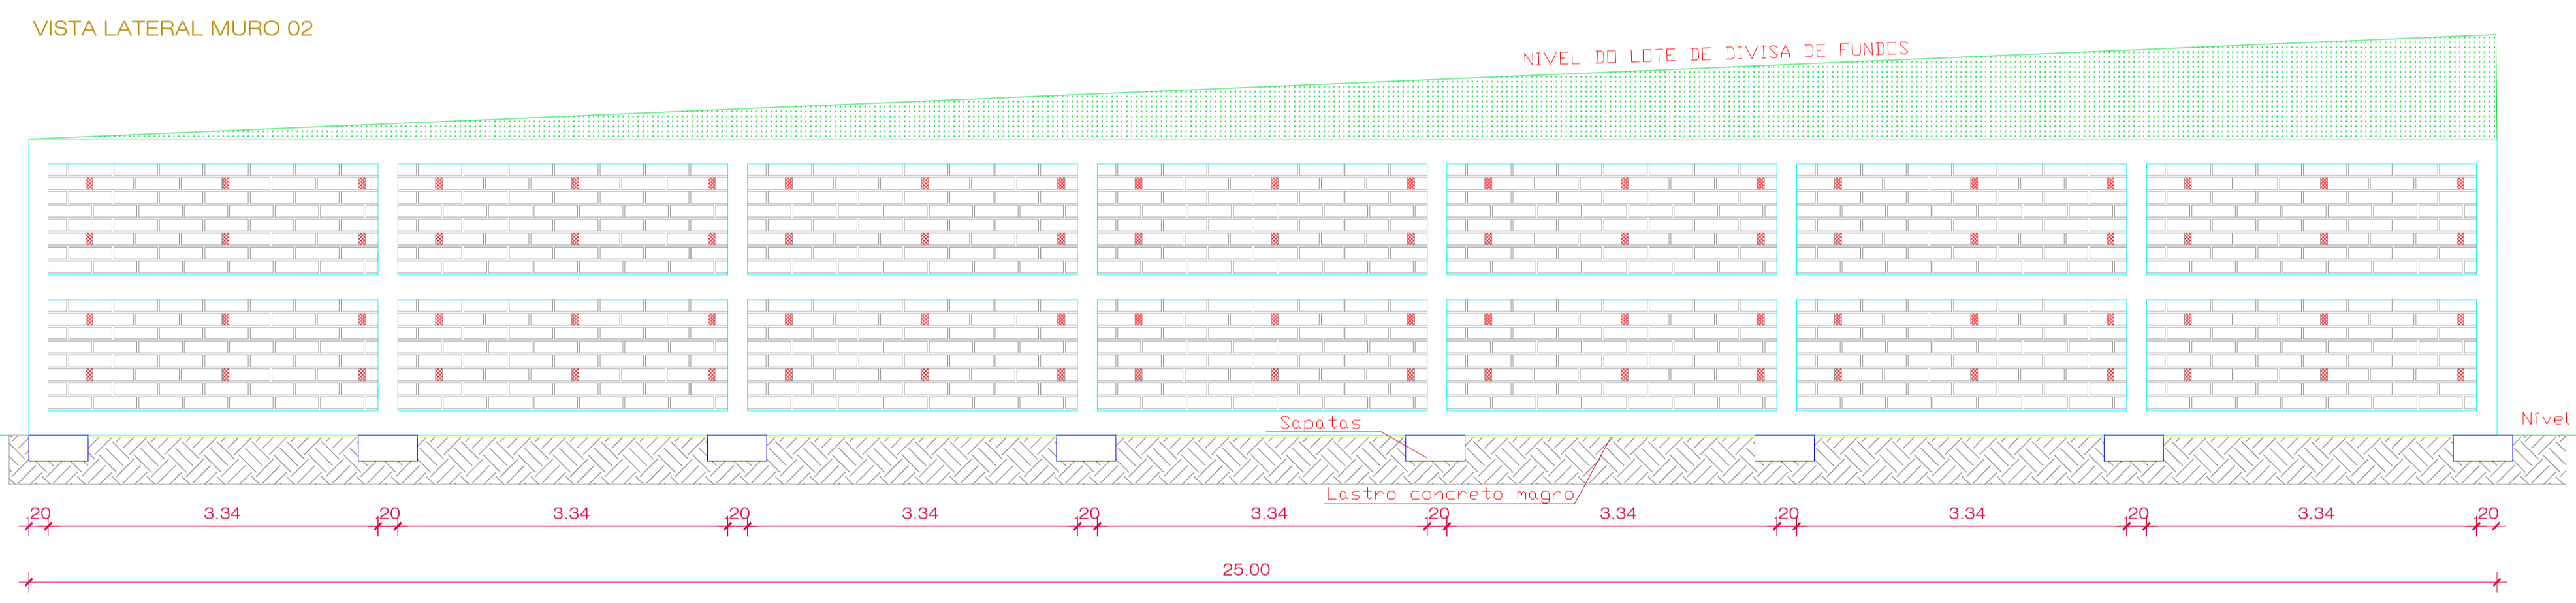 VISTA LATERAL MURO 02
NIVEL DO LOTE DE DIVISA DE FUNDOS
Sapatas
Nível
Lastro concreto magro
20 3.34 20 3.34 20 3.34 20 3.34 20 3.34 20 3.34 20 3.34 20
25.00